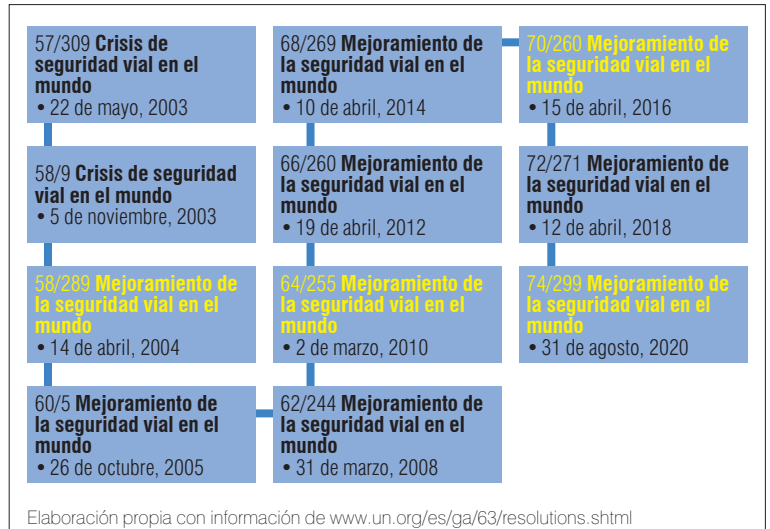 57/309 Crisis de
seguridad vial en el
mundo
• 22 de mayo, 2003
58/9 Crisis de seguridad
vial en el mundo
• 5 de noviembre, 2003
58/289 Mejoramiento de
la seguridad vial en el
mundo
• 14 de abril, 2004
60/5 Mejoramiento de
la seguridad vial en el
mundo
• 26 de octubre, 2005
62/244 Mejoramiento de
la seguridad vial en el
mundo
• 31 de marzo, 2008
64/255 Mejoramiento de
la seguridad vial en el
mundo
• 2 de marzo, 2010
66/260 Mejoramiento de
la seguridad vial en el
mundo
• 19 de abril, 2012
68/269 Mejoramiento de
la seguridad vial en el
mundo
• 10 de abril, 2014
70/260 Mejoramiento de
la seguridad vial en el
mundo
• 15 de abril, 2016
72/271 Mejoramiento de
la seguridad vial en el
mundo
• 12 de abril, 2018
74/299 Mejoramiento de
la seguridad vial en el
mundo
• 31 de agosto, 2020
Elaboración propia con información de www.un.org/es/ga/63/resolutions.shtml